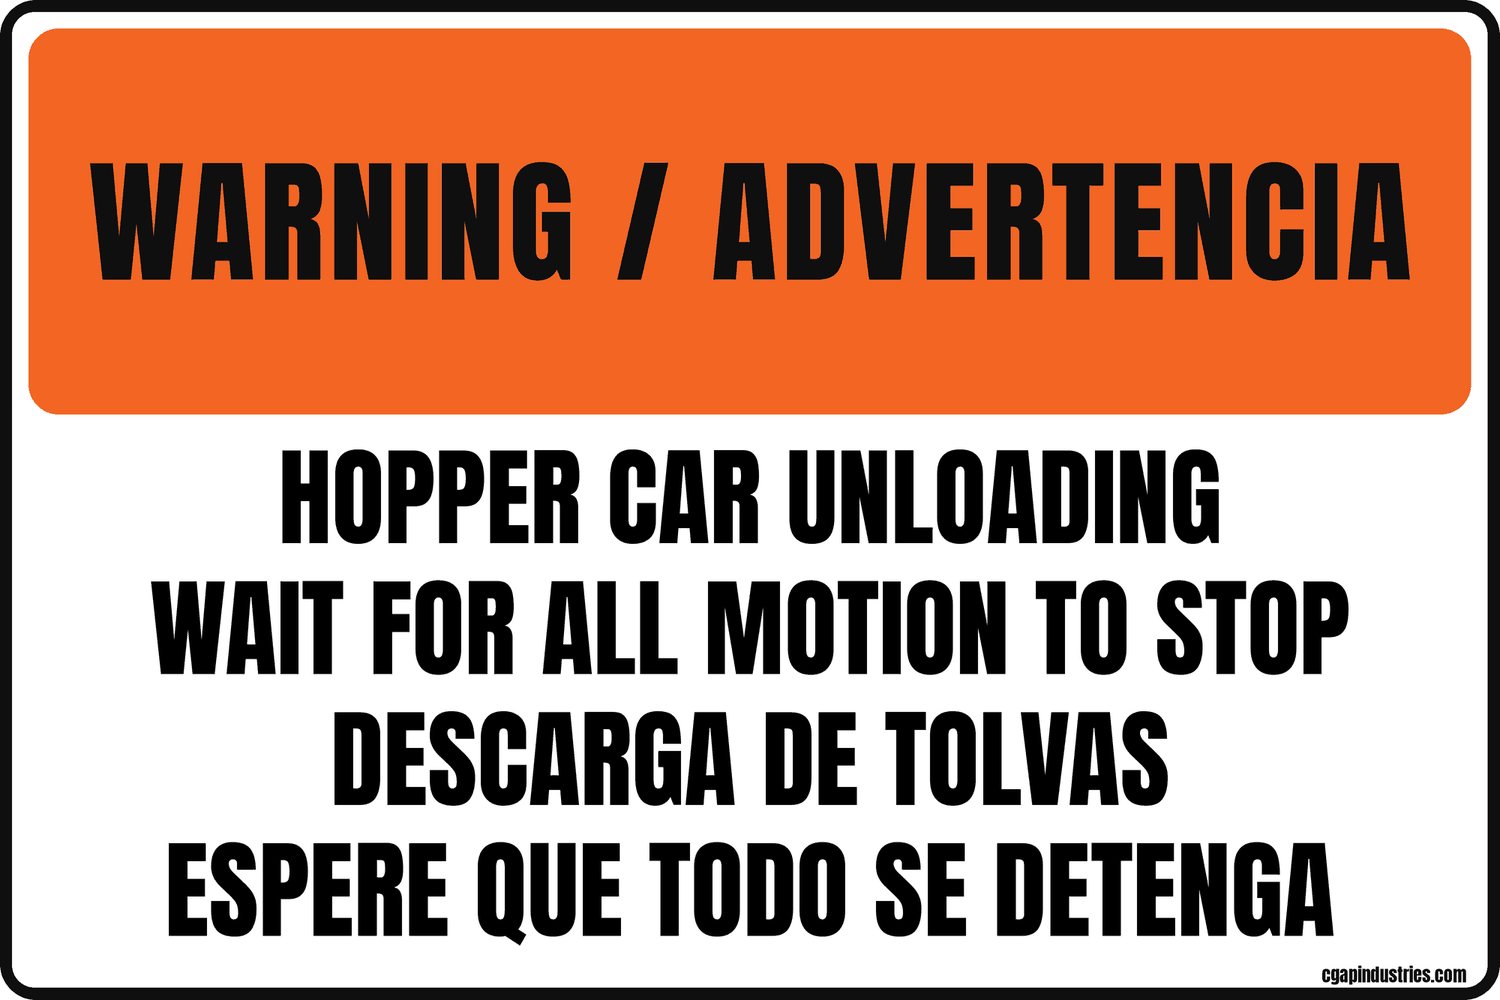 WARNING / ADVERTENCIA
HOPPER CAR UNLOADING
WAIT FOR ALL MOTION TO STOP
DESCARGA DE TOLVAS
ESPERE QUE TODO SE DETENGA
cgapindustries.com